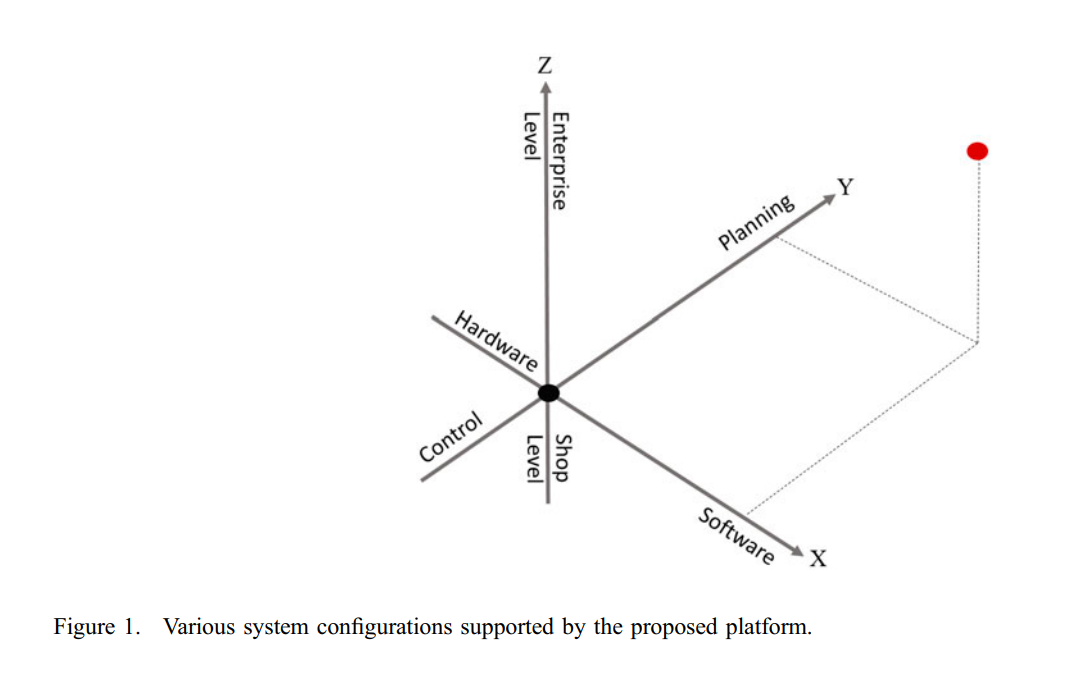 Z
Enterprise
Level
Y
Planning
Hardware
Control
Shop
Level
Software
X
Figure 1. Various system configurations supported by the proposed platform.